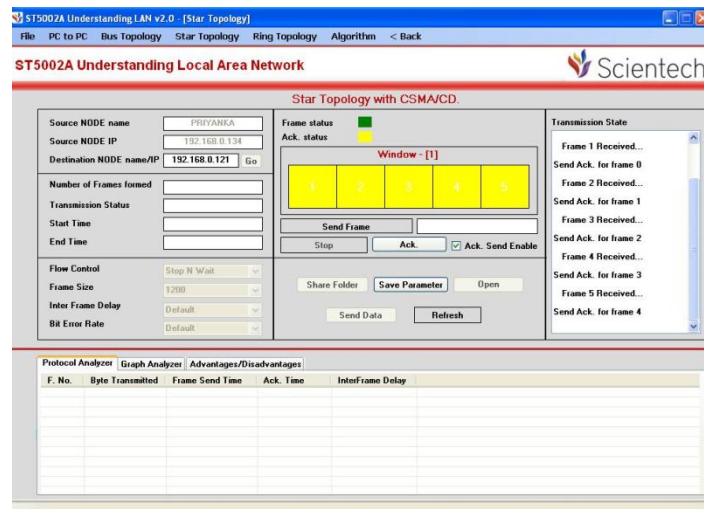 ST5002A Understanding LAN v2.0 - [Star Topology]
File PC to PC Bus Topology Star Topology Ring Topology Algorithm < Back
ST5002A Understanding Local Area Network
Scientech
Star Topology with CSMA/CD.
Source NODE name PRIYANKA
Source NODE IP 192.168.0.134
Destination NODE name/IP 192.168.0.121 Go
Number of Frames formed
Transmission Status
Start Time
End Time
Flow Control Stop N Wait
Frame Size 1200
Inter Frame Delay Default
Bit Error Rate Default
Frame status
Ack. status
Window - [1]
1 2 3 4 5
Send Frame
Stop Ack. Ack. Send Enable
Share Folder Save Parameter Open
Send Data Refresh
Transmission State
Frame 1 Received...
Send Ack. for frame 0
Frame 2 Received...
Send Ack. for frame 1
Frame 3 Received...
Send Ack. for frame 2
Frame 4 Received...
Send Ack. for frame 3
Frame 5 Received...
Send Ack. for frame 4
Protocol Analyzer Graph Analyzer Advantages/Disadvantages
F. No. Byte Transmitted Frame Send Time Ack. Time InterFrame Delay